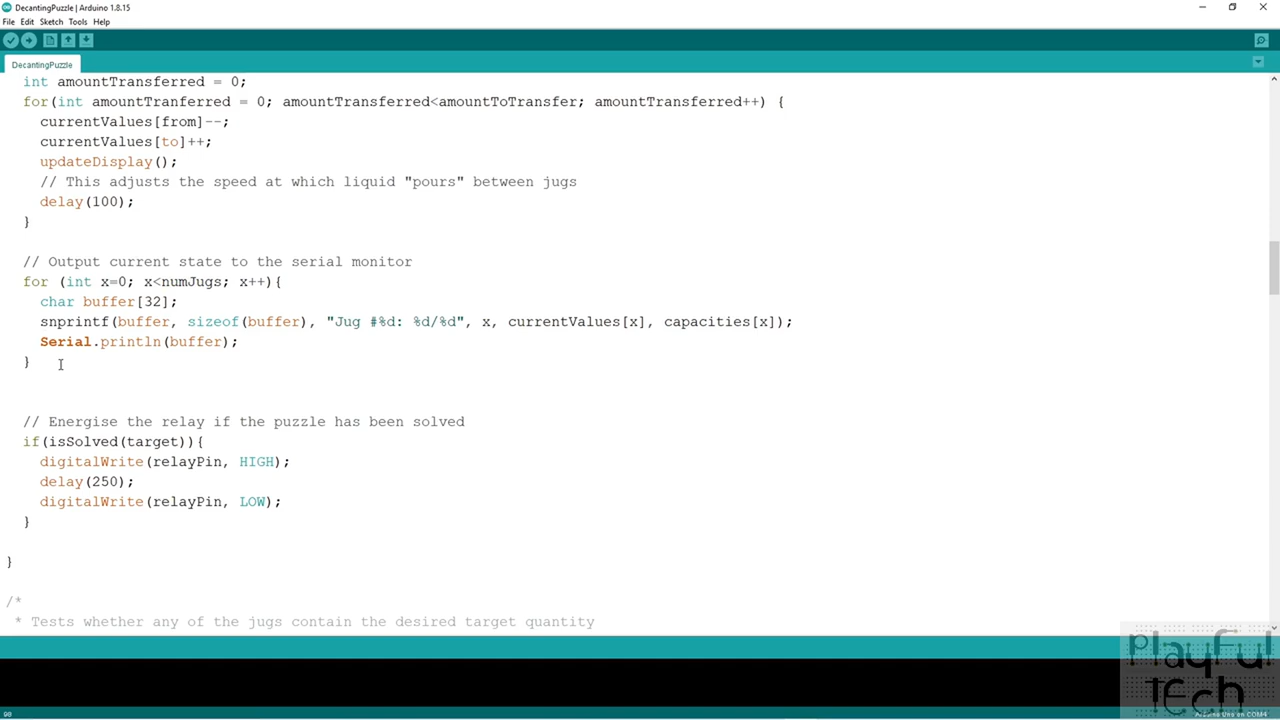 DecantingPuzzle | Arduino 1.8.15
File Edit Sketch Tools Help
DecantingPuzzle
int amountTransferred = 0;
for(int amountTranferred = 0; amountTransferred<amountToTransfer; amountTransferred++) {
currentValues[from]--;
currentValues[to]++;
updateDisplay();
// This adjusts the speed at which liquid "pours" between jugs
delay(100);
}
// Output current state to the serial monitor
for (int x=0; x<numJugs; x++){
char buffer[32];
snprintf(buffer, sizeof(buffer), "Jug #%d: %d/%d", x, currentValues[x], capacities[x]);
Serial.println(buffer);
}
// Energise the relay if the puzzle has been solved
if(isSolved(target)){
digitalWrite(relayPin, HIGH);
delay(250);
digitalWrite(relayPin, LOW);
}
}
/*
* Tests whether any of the jugs contain the desired target quantity
Playful
Tech
98
Arduino Uno on COM4